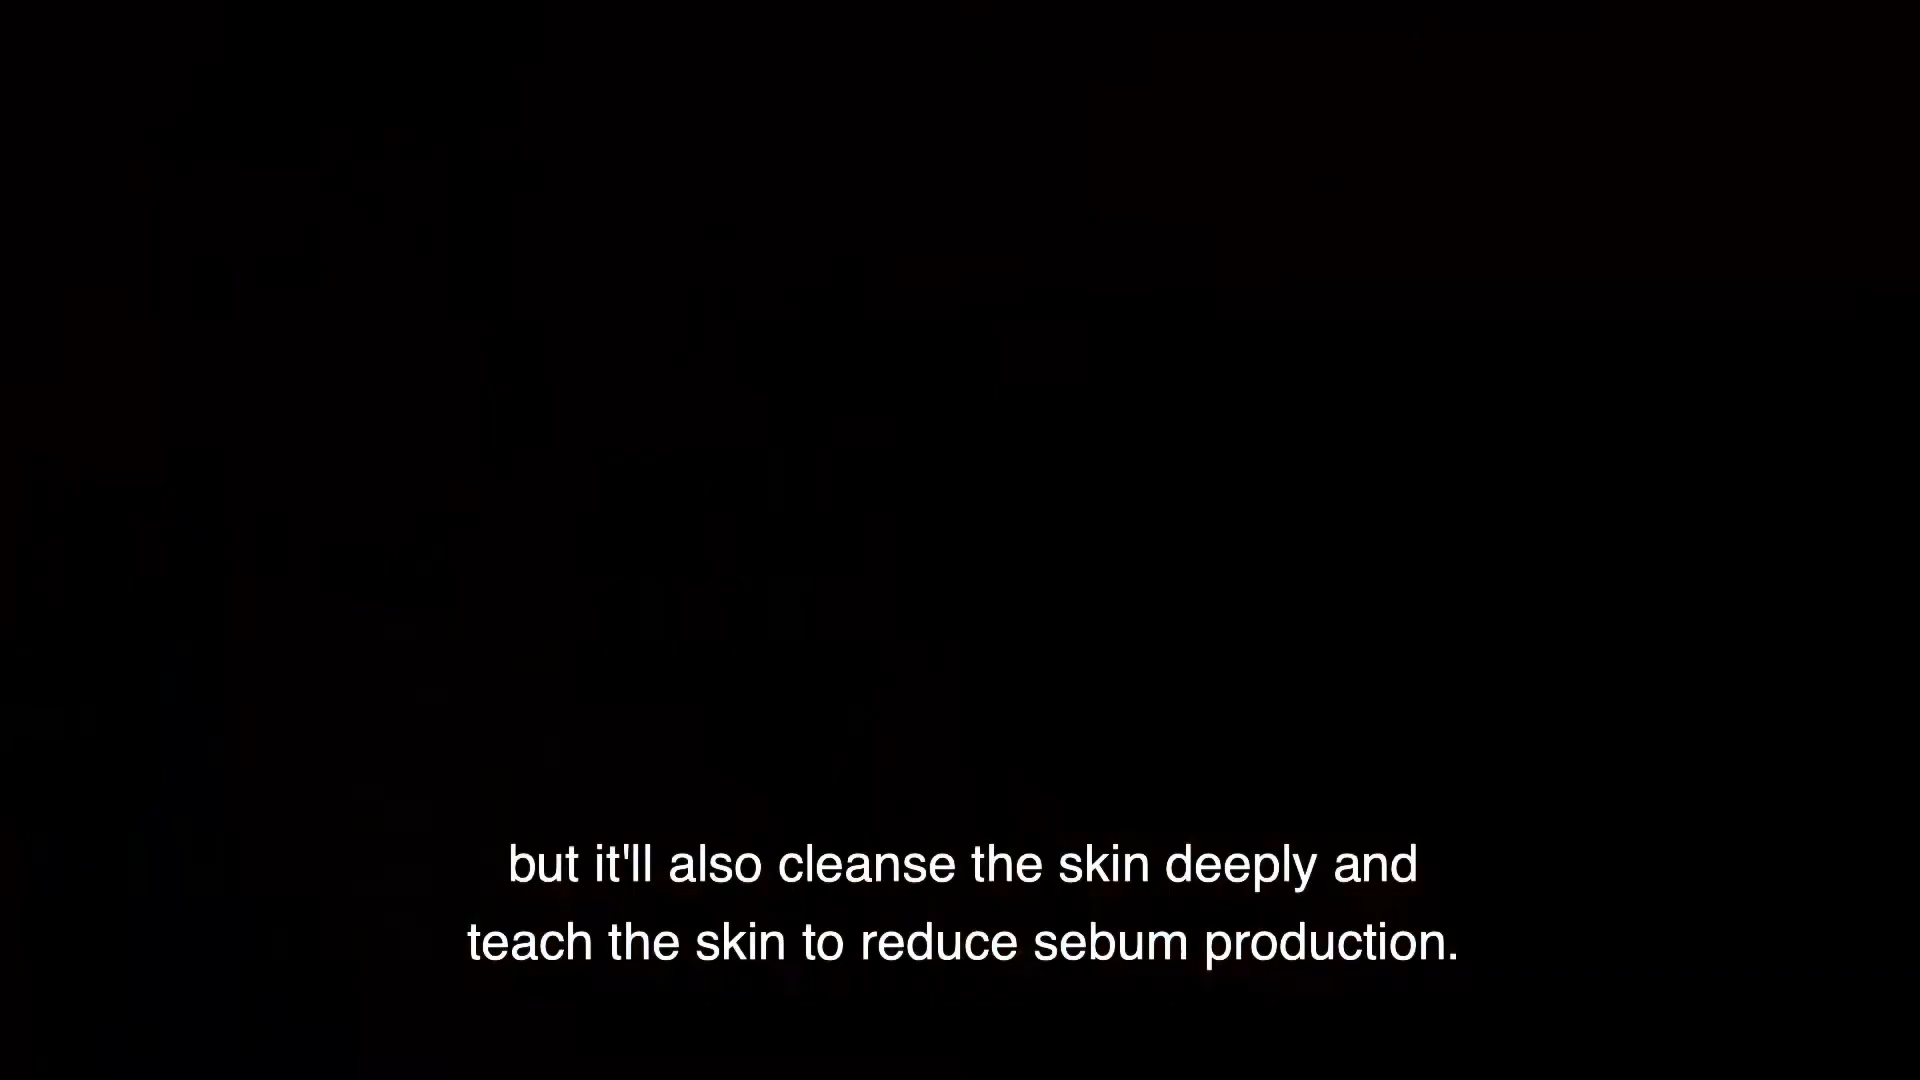 but it'll also cleanse the skin deeply and
teach the skin to reduce sebum production.